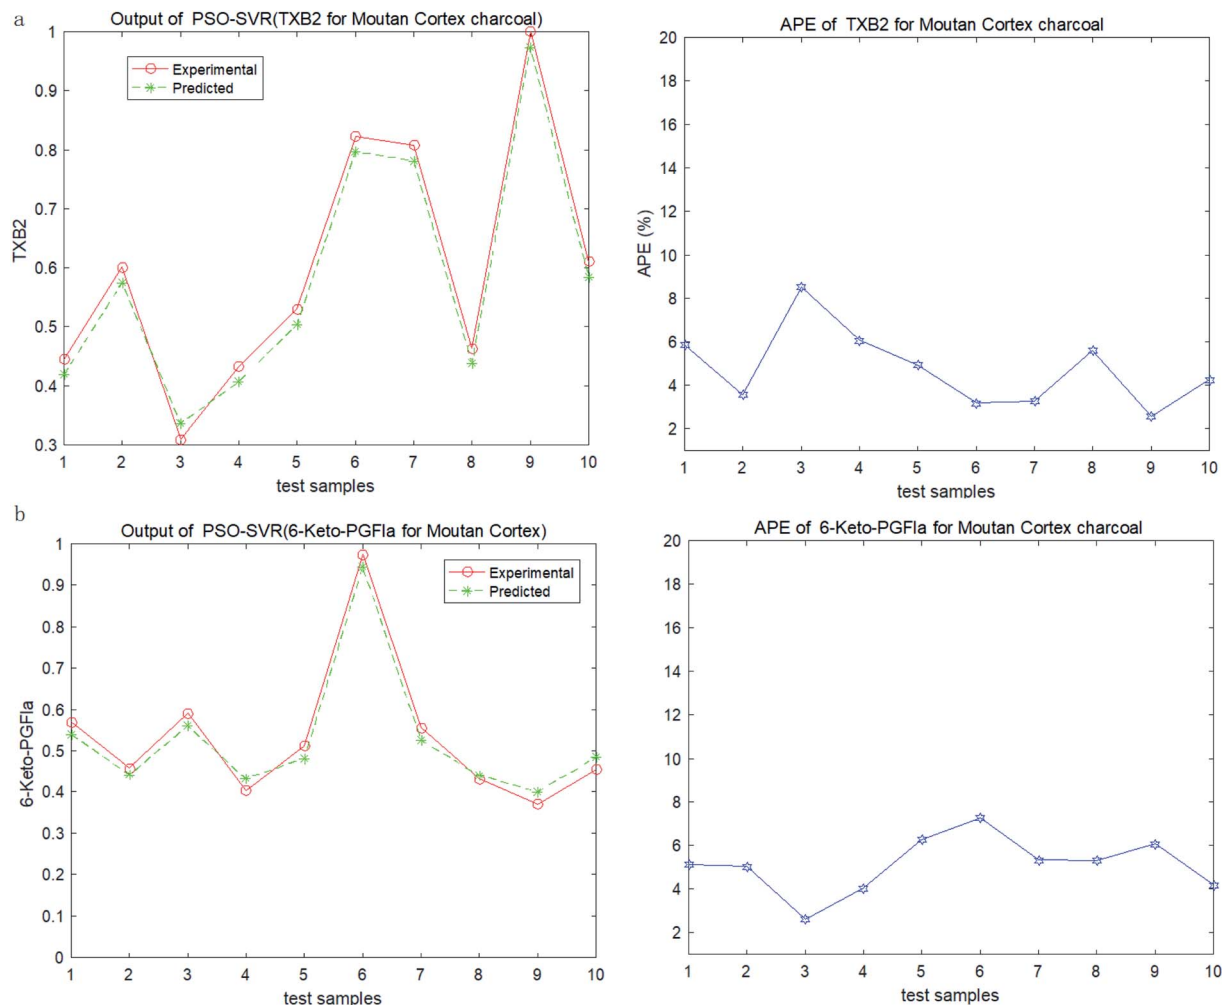 a
Output of PSO-SVR(TXB2 for Moutan Cortex charcoal)
1
0.9
0.8
0.7
0.6
0.5
0.4
0.3
TXB2
Experimental
Predicted
1 2 3 4 5 6 7 8 9 10
test samples
APE of TXB2 for Moutan Cortex charcoal
20
18
16
14
12
10
8
6
4
2
APE (%)
1 2 3 4 5 6 7 8 9 10
test samples
b
Output of PSO-SVR(6-Keto-PGFIa for Moutan Cortex)
1
0.9
0.8
0.7
0.6
0.5
0.4
0.3
0.2
0.1
0
6-Keto-PGFIa
Experimental
Predicted
1 2 3 4 5 6 7 8 9 10
test samples
APE of 6-Keto-PGFIa for Moutan Cortex charcoal
20
18
16
14
12
10
8
6
4
2
1 2 3 4 5 6 7 8 9 10
test samples